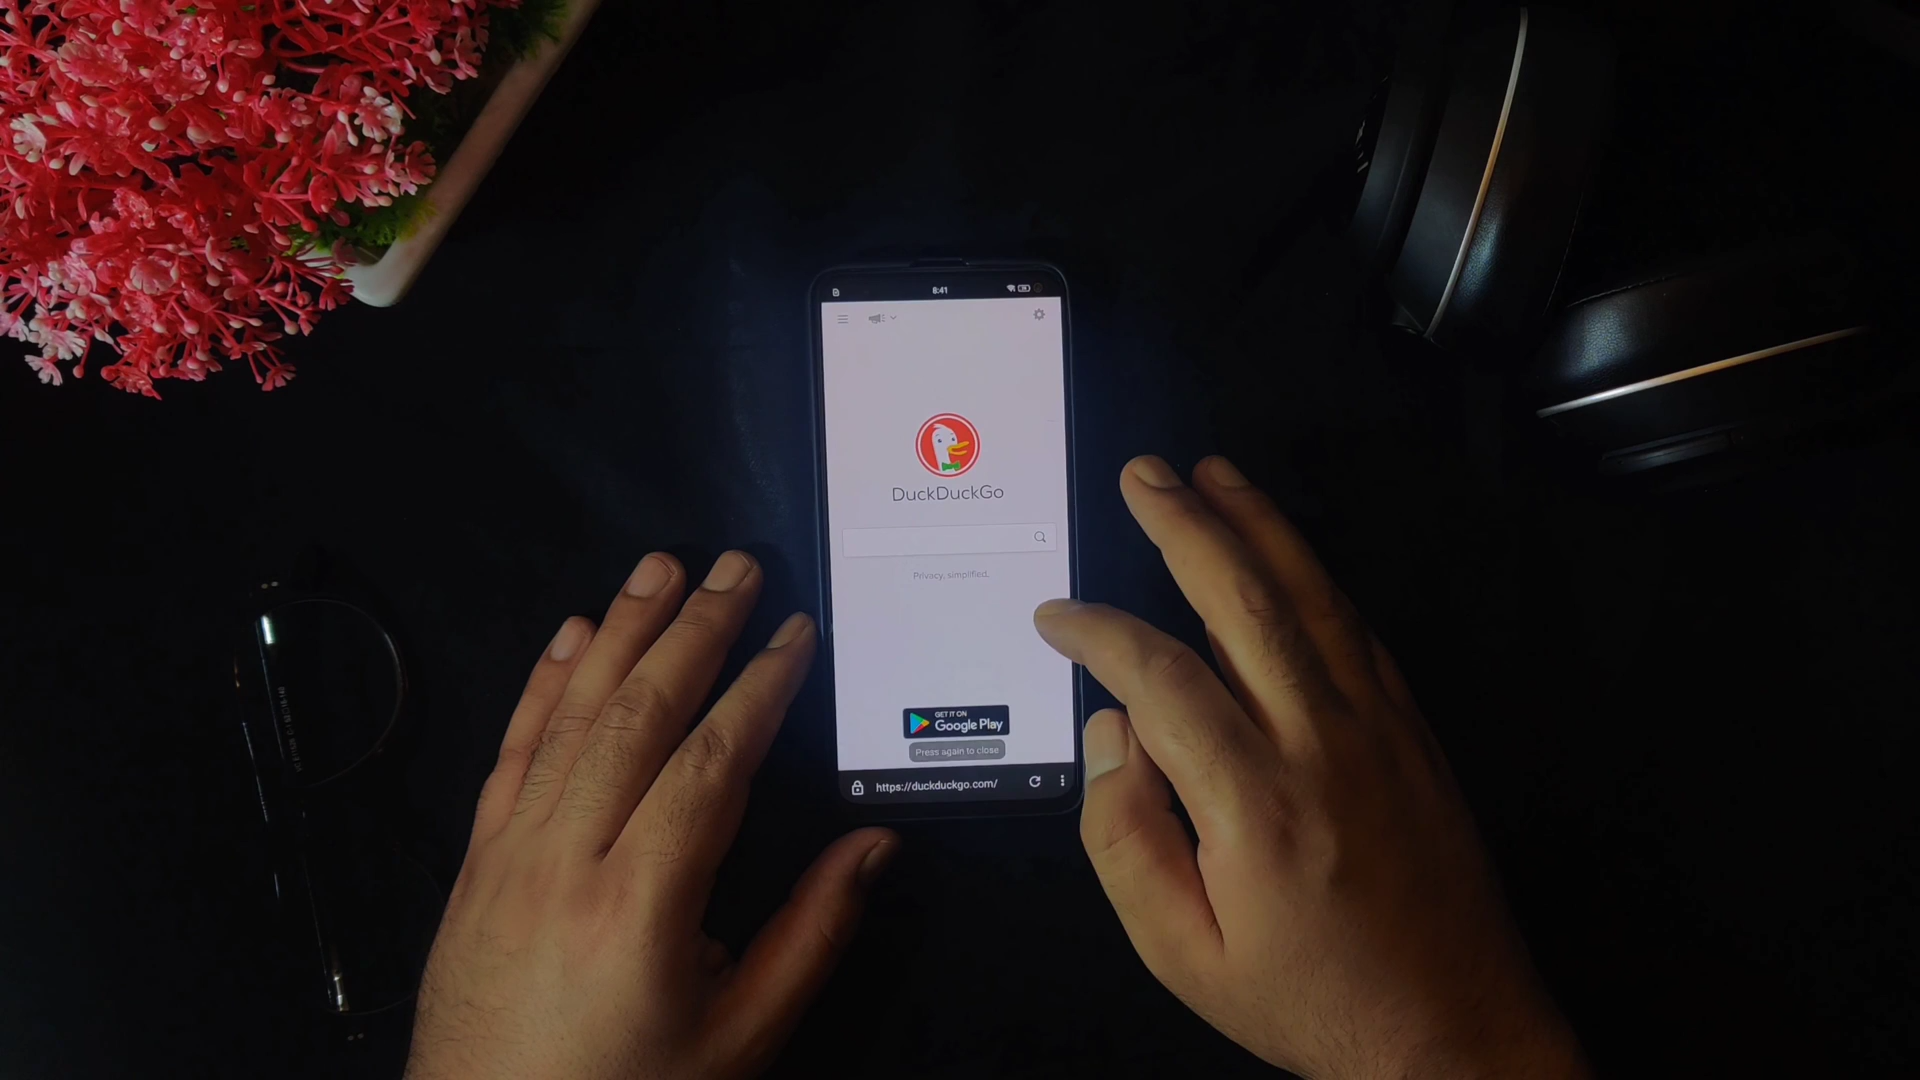 8:41
DuckDuckGo
Privacy, simplified.
GET IT ON
Google Play
Press again to close
https://duckduckgo.com/